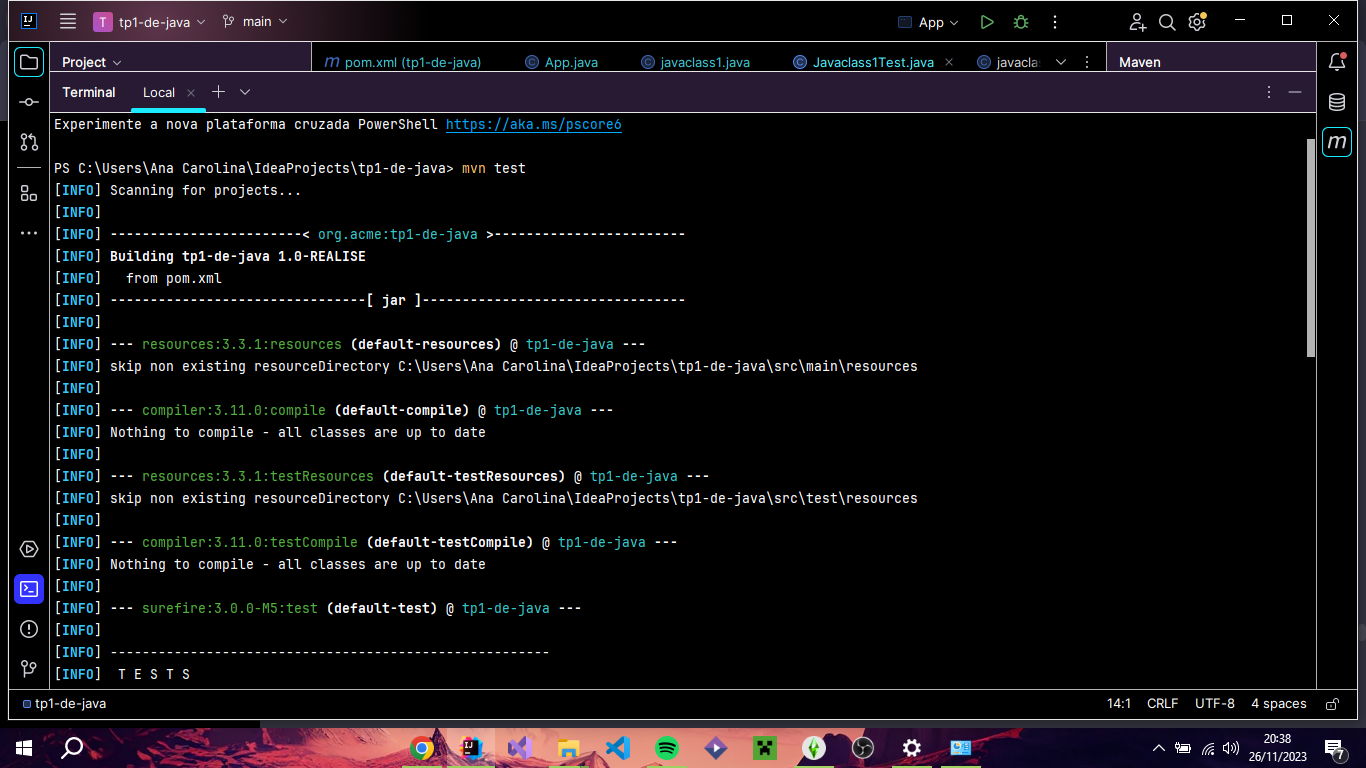 T tp1-de-java main App
Project m pom.xml (tp1-de-java) App.java javaclass1.java Javaclass1Test.java javacla Maven
Terminal Local
Experimente a nova plataforma cruzada PowerShell https://aka.ms/pscore6
PS C:\Users\Ana Carolina\IdeaProjects\tp1-de-java> mvn test
[INFO] Scanning for projects...
[INFO]
[INFO] ------------------------< org.acme:tp1-de-java >------------------------
[INFO] Building tp1-de-java 1.0-REALISE
[INFO]   from pom.xml
[INFO] --------------------------------[ jar ]---------------------------------
[INFO]
[INFO] --- resources:3.3.1:resources (default-resources) @ tp1-de-java ---
[INFO] skip non existing resourceDirectory C:\Users\Ana Carolina\IdeaProjects\tp1-de-java\src\main\resources
[INFO]
[INFO] --- compiler:3.11.0:compile (default-compile) @ tp1-de-java ---
[INFO] Nothing to compile - all classes are up to date
[INFO]
[INFO] --- resources:3.3.1:testResources (default-testResources) @ tp1-de-java ---
[INFO] skip non existing resourceDirectory C:\Users\Ana Carolina\IdeaProjects\tp1-de-java\src\test\resources
[INFO]
[INFO] --- compiler:3.11.0:testCompile (default-testCompile) @ tp1-de-java ---
[INFO] Nothing to compile - all classes are up to date
[INFO]
[INFO] --- surefire:3.0.0-M5:test (default-test) @ tp1-de-java ---
[INFO]
[INFO] -------------------------------------------------------
[INFO]  T E S T S
tp1-de-java 14:1 CRLF UTF-8 4 spaces
20:38
26/11/2023
7